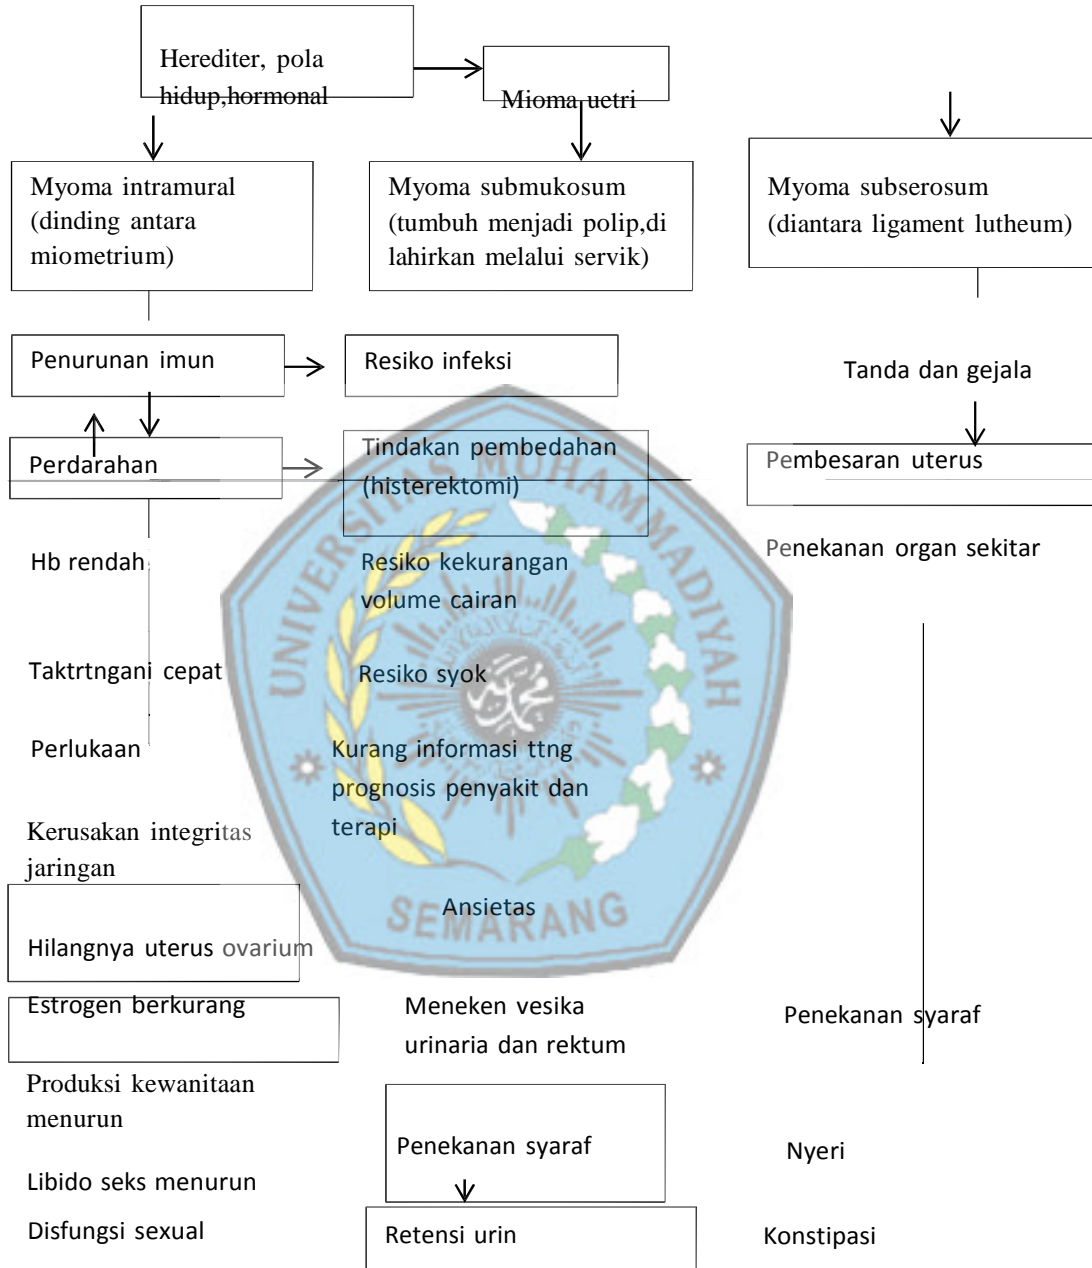 Herediter, pola
hidup,hormonal
Mioma uetri
Myoma intramural
(dinding antara
miometrium)
Myoma submukosum
(tumbuh menjadi polip,di
lahirkan melalui servik)
Myoma subserosum
(diantara ligament lutheum)
Penurunan imun
Resiko infeksi
Tanda dan gejala
Perdarahan
Tindakan pembedahan
(histerektomi)
Pembesaran uterus
Hb rendah
Resiko kekurangan
volume cairan
Penekanan organ sekitar
Taktrtngani cepat
Resiko syok
Perlukaan
Kurang informasi ttng
prognosis penyakit dan
terapi
Kerusakan integritas
jaringan
Ansietas
Hilangnya uterus ovarium
Estrogen berkurang
Meneken vesika
urinaria dan rektum
Penekanan syaraf
Produksi kewanitaan
menurun
Penekanan syaraf
Nyeri
Libido seks menurun
Disfungsi sexual
Retensi urin
Konstipasi
UNIVERSITAS MUHAMMADIYAH
SEMARANG